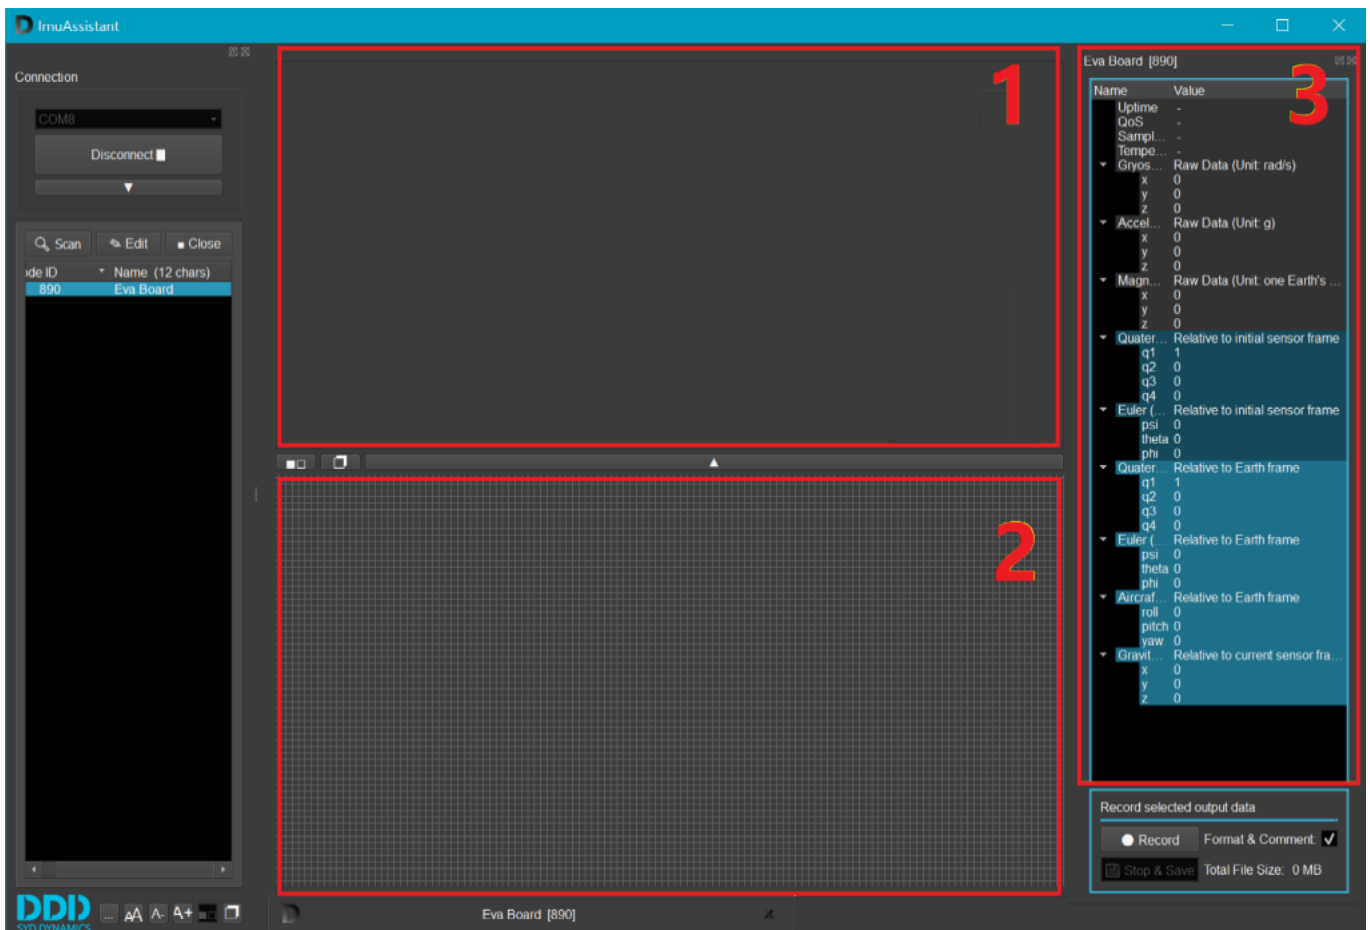 ImuAssistant
Connection
COM8
Disconnect
Scan Edit Close
de ID Name (12 chars)
890 Eva Board
DDD
SYD DYNAMICS
... AA A- A+
1
2
Eva Board [890]
Eva Board [890]
3
Name Value
Uptime -
QoS -
Sampl... -
Tempe... -
Gryos... Raw Data (Unit: rad/s)
x 0
y 0
z 0
Accel... Raw Data (Unit: g)
x 0
y 0
z 0
Magn... Raw Data (Unit: one Earth's ...
x 0
y 0
z 0
Quater... Relative to initial sensor frame
q1 1
q2 0
q3 0
q4 0
Euler (... Relative to initial sensor frame
psi 0
theta 0
phi 0
Quater... Relative to Earth frame
q1 1
q2 0
q3 0
q4 0
Euler (... Relative to Earth frame
psi 0
theta 0
phi 0
Aircraf... Relative to Earth frame
roll 0
pitch 0
yaw 0
Gravit... Relative to current sensor fra...
x 0
y 0
z 0
Record selected output data
Record Format & Comment:
Stop & Save Total File Size: 0 MB